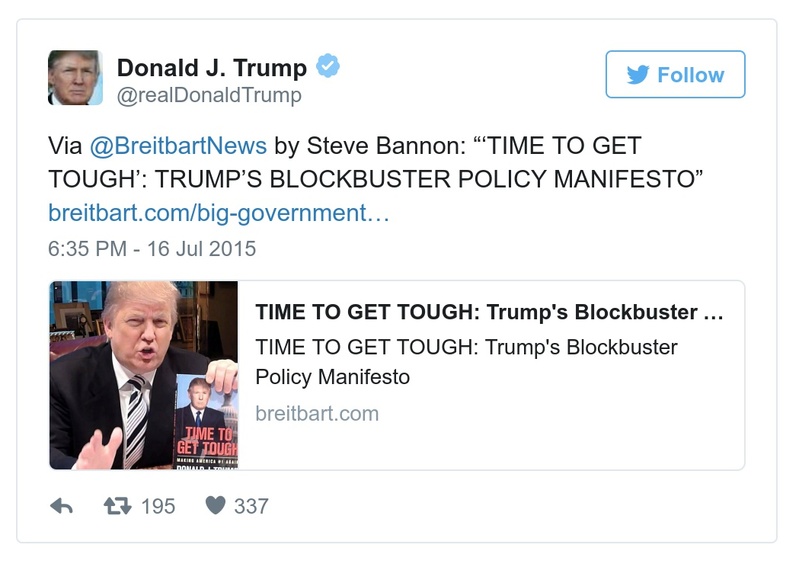 Donald J. Trump
@realDonaldTrump
Follow
Via @BreitbartNews by Steve Bannon: “‘TIME TO GET
TOUGH’: TRUMP’S BLOCKBUSTER POLICY MANIFESTO”
breitbart.com/big-government…
6:35 PM - 16 Jul 2015
TIME TO
GET TOUGH
MAKING AMERICA #1 AGAIN
DONALD J. TRUMP
TIME TO GET TOUGH: Trump's Blockbuster ...
TIME TO GET TOUGH: Trump's Blockbuster
Policy Manifesto
breitbart.com
195
337